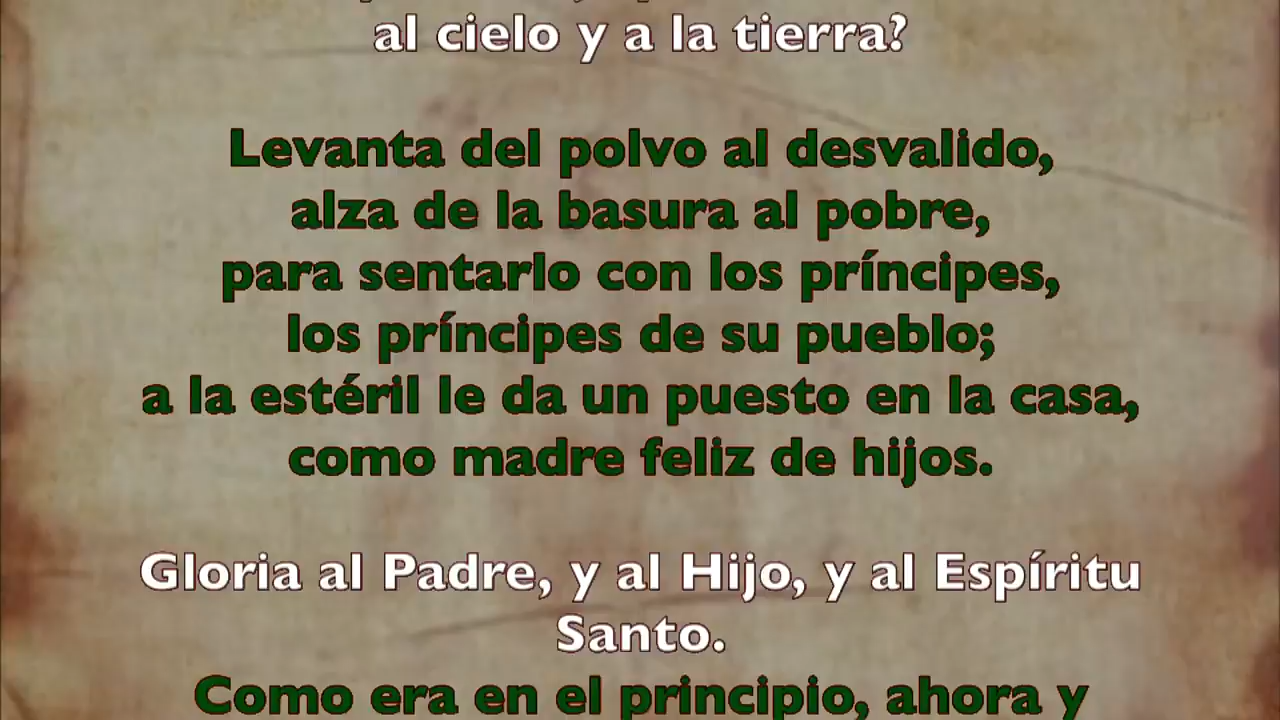 al cielo y a la tierra?
Levanta del polvo al desvalido,
alza de la basura al pobre,
para sentarlo con los príncipes,
los príncipes de su pueblo;
a la estéril le da un puesto en la casa,
como madre feliz de hijos.
Gloria al Padre, y al Hijo, y al Espíritu
Santo.
Como era en el principio, ahora y